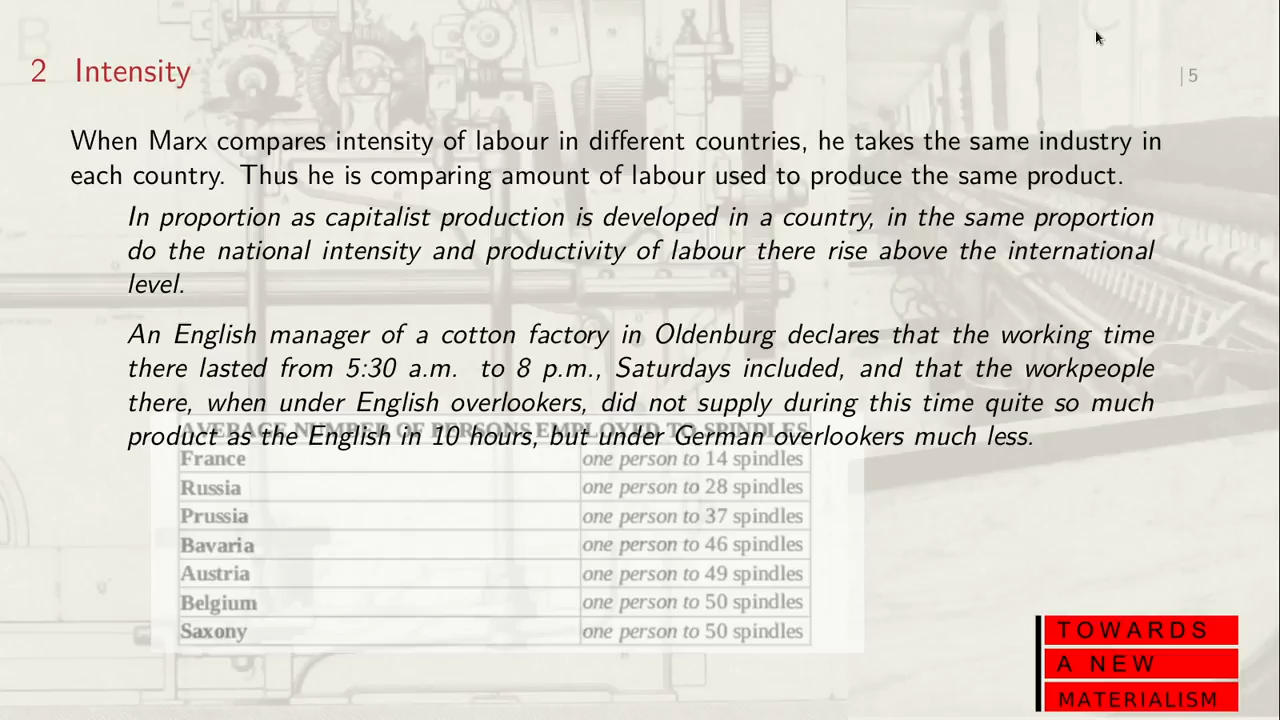 2 Intensity
| 5
When Marx compares intensity of labour in different countries, he takes the same industry in
each country. Thus he is comparing amount of labour used to produce the same product.
In proportion as capitalist production is developed in a country, in the same proportion
do the national intensity and productivity of labour there rise above the international
level.
An English manager of a cotton factory in Oldenburg declares that the working time
there lasted from 5:30 a.m. to 8 p.m., Saturdays included, and that the workpeople
there, when under English overlookers, did not supply during this time quite so much
product as the English in 10 hours, but under German overlookers much less.
AVERAGE NUMBER OF PERSONS EMPLOYED TO SPINDLES
France one person to 14 spindles
Russia one person to 28 spindles
Prussia one person to 37 spindles
Bavaria one person to 46 spindles
Austria one person to 49 spindles
Belgium one person to 50 spindles
Saxony one person to 50 spindles
TOWARDS
A NEW
MATERIALISM
B
C